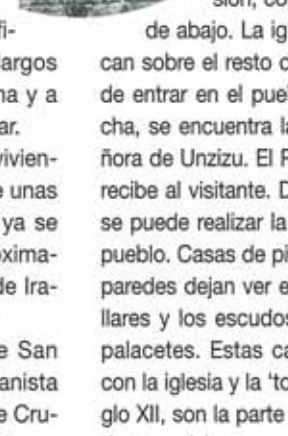 fi-
largos
na y a
ar.
vivien-
e unas
ya se
oxima-
de Ira-
e San
anista
e Cru-
sión, co
de abajo. La ig
can sobre el resto d
de entrar en el pueb
cha, se encuentra la
ñora de Unzizu. El P
recibe al visitante. D
se puede realizar la
pueblo. Casas de pi
paredes dejan ver e
llares y los escudos
palacetes. Estas ca
con la iglesia y la 'to
glo XII, son la parte